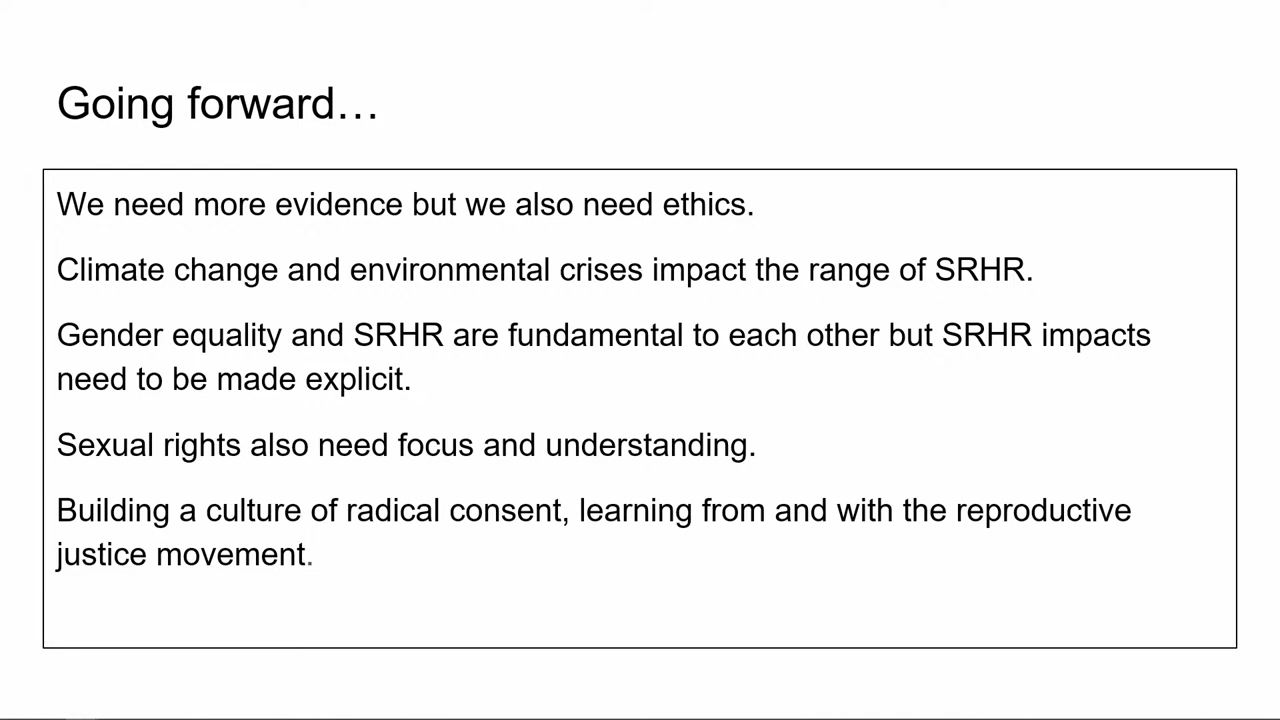 Going forward…
We need more evidence but we also need ethics.
Climate change and environmental crises impact the range of SRHR.
Gender equality and SRHR are fundamental to each other but SRHR impacts
need to be made explicit.
Sexual rights also need focus and understanding.
Building a culture of radical consent, learning from and with the reproductive
justice movement.